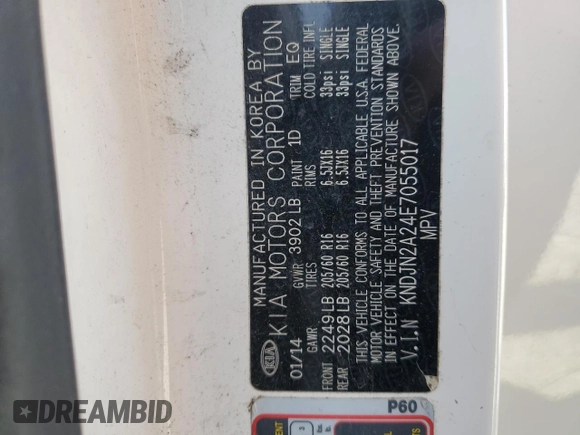 MANUFACTURED IN KOREA BY
KIA KIA MOTORS CORPORATION
01/14 GVWR 3902 LB PAINT 1D TRIM EQ
GAWR TIRES RIMS COLD TIRE INFL
FRONT 2249 LB 205/60 R16 6.5JX16 33psi SINGLE
REAR 2028 LB 205/60 R16 6.5JX16 33psi SINGLE
THIS VEHICLE CONFORMS TO ALL APPLICABLE U.S.A. FEDERAL
MOTOR VEHICLE SAFETY AND THEFT PREVENTION STANDARDS
IN EFFECT ON THE DATE OF MANUFACTURE SHOWN ABOVE.
V.I.N KNDJN2A24E7055017
MPV
P60
DREAMBID